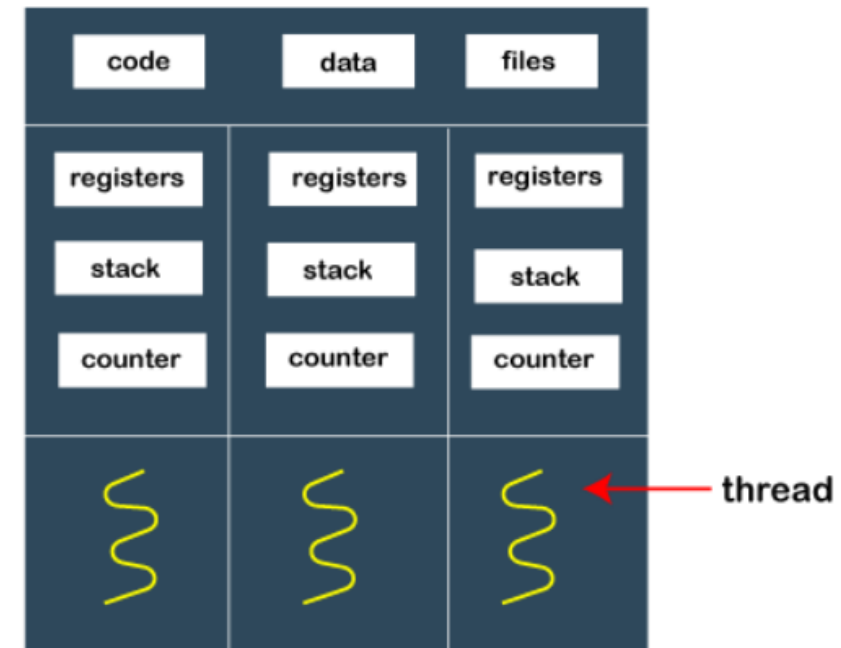 code data files
registers registers registers
stack stack stack
counter counter counter
thread